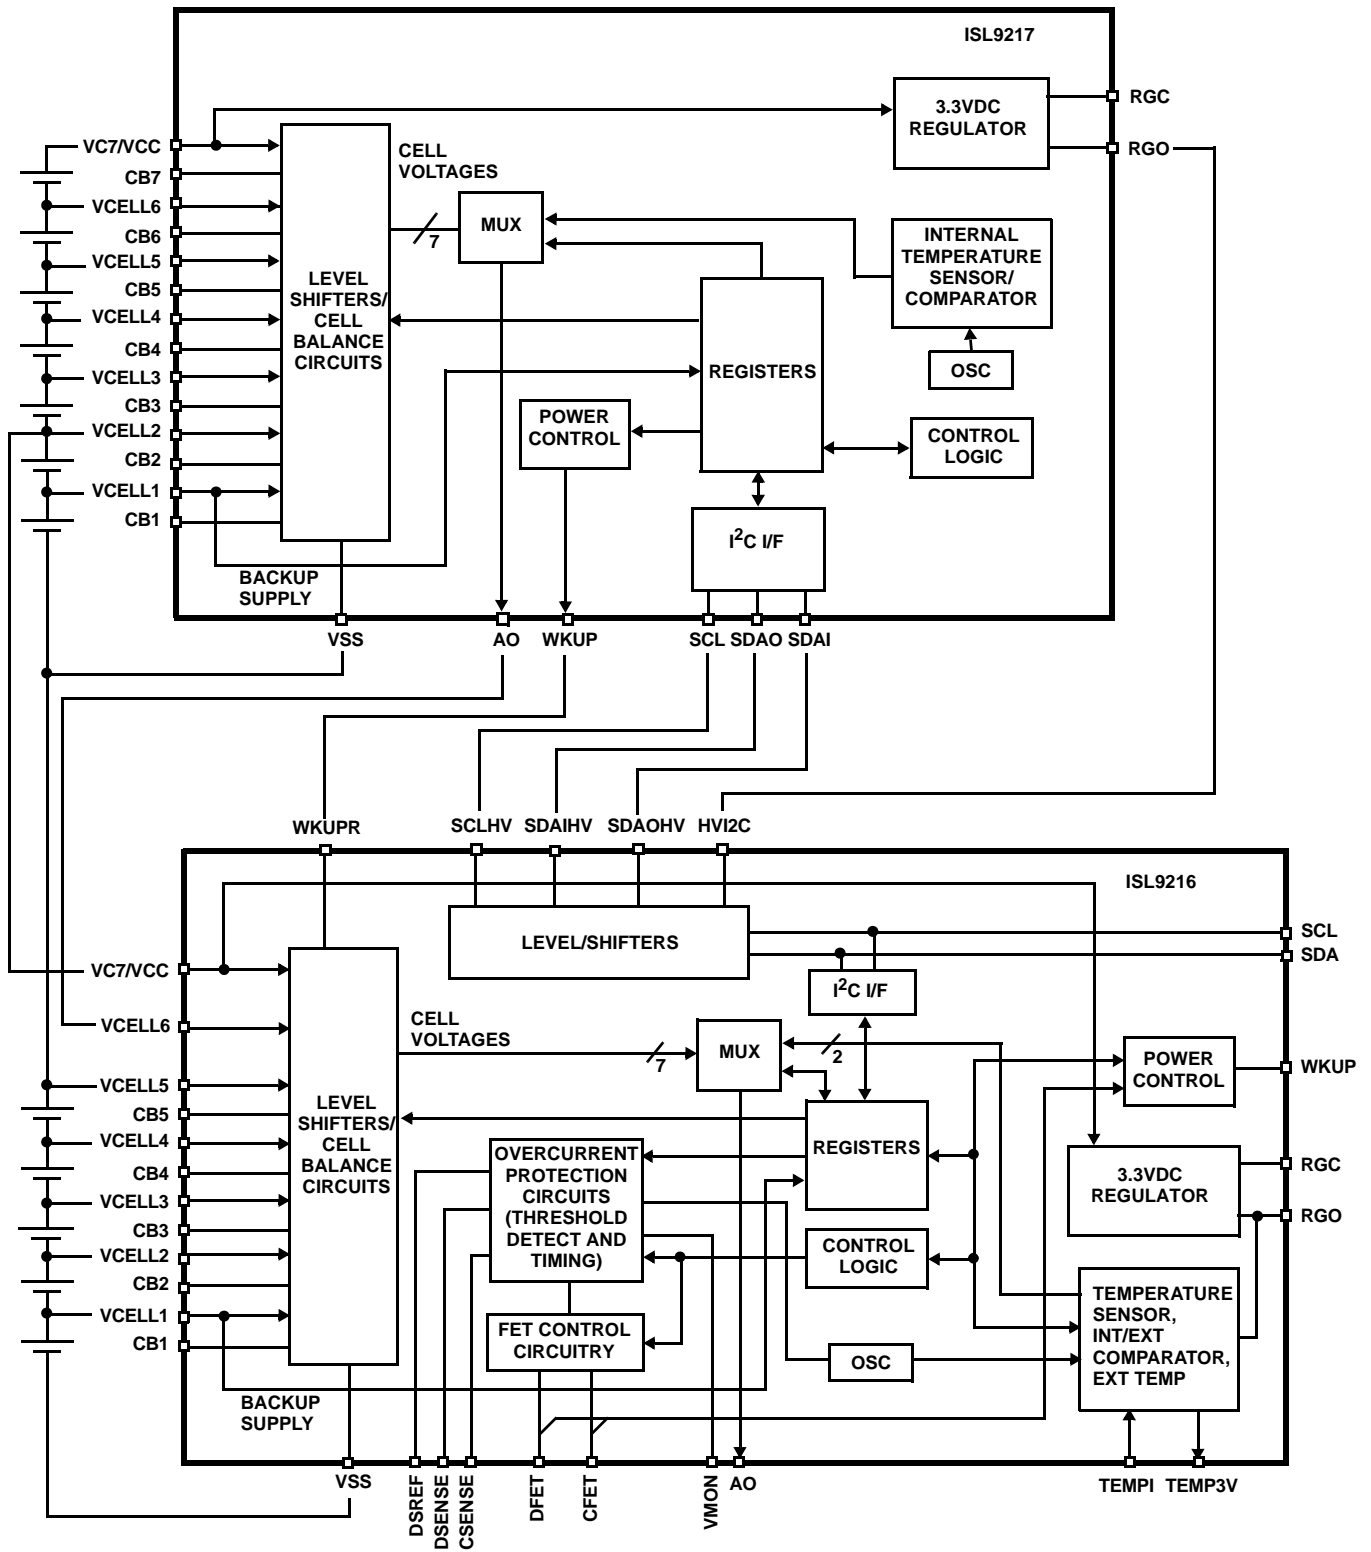 ISL9217
3.3VDC
REGULATOR
RGC
RGO
VC7/VCC
CB7
VCELL6
CB6
VCELL5
CB5
VCELL4
CB4
VCELL3
CB3
VCELL2
CB2
VCELL1
CB1
CELL
VOLTAGES
7
MUX
LEVEL
SHIFTERS/
CELL
BALANCE
CIRCUITS
INTERNAL
TEMPERATURE
SENSOR/
COMPARATOR
OSC
REGISTERS
POWER
CONTROL
CONTROL
LOGIC
I2C I/F
BACKUP
SUPPLY
VSS
AO
WKUP
SCL
SDAO
SDAI
WKUPR
SCLHV
SDAIHV
SDAOHV
HVI2C
ISL9216
LEVEL/SHIFTERS
SCL
SDA
I2C I/F
VC7/VCC
VCELL6
VCELL5
CB5
VCELL4
CB4
VCELL3
CB3
VCELL2
CB2
VCELL1
CB1
CELL
VOLTAGES
7
MUX
2
POWER
CONTROL
WKUP
LEVEL
SHIFTERS/
CELL
BALANCE
CIRCUITS
OVERCURRENT
PROTECTION
CIRCUITS
(THRESHOLD
DETECT AND
TIMING)
REGISTERS
3.3VDC
REGULATOR
RGC
RGO
CONTROL
LOGIC
FET CONTROL
CIRCUITRY
OSC
TEMPERATURE
SENSOR,
INT/EXT
COMPARATOR,
EXT TEMP
BACKUP
SUPPLY
VSS
DSREF
DSENSE
CSENSE
DFET
CFET
VMON
AO
TEMPI
TEMP3V